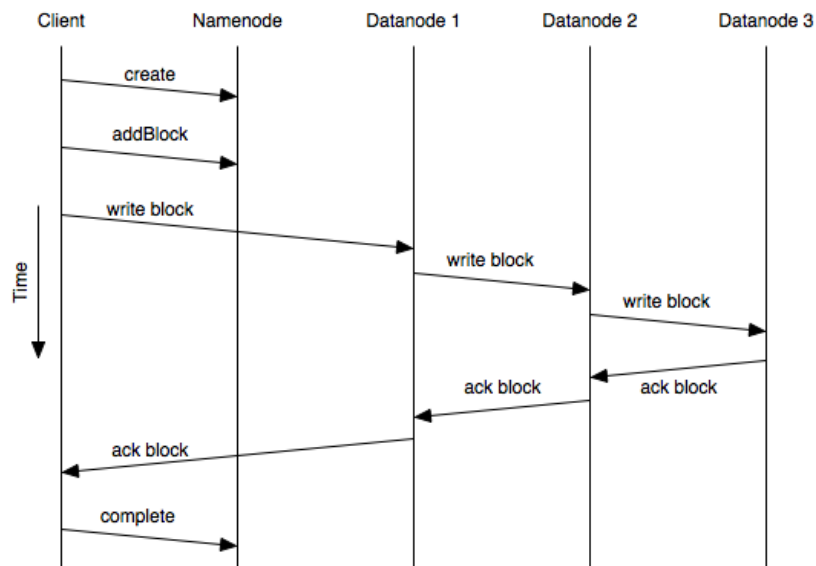 Client Namenode Datanode 1 Datanode 2 Datanode 3
create
addBlock
write block
write block
Time
write block
ack block ack block
ack block
complete